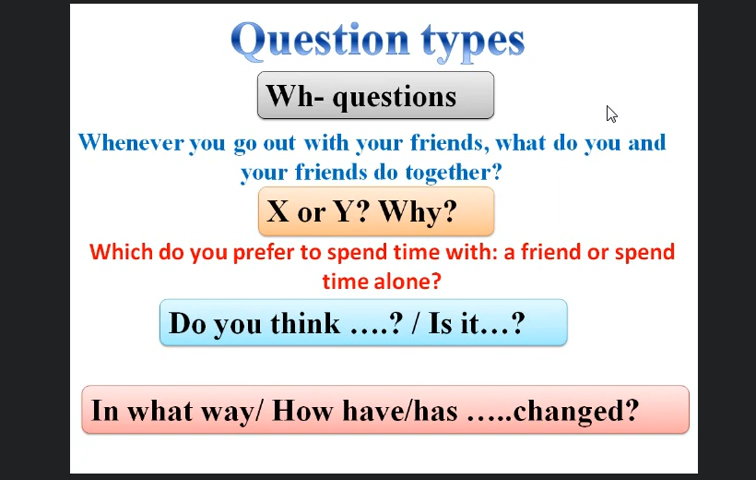 Question types
Wh- questions
Whenever you go out with your friends, what do you and
your friends do together?
X or Y? Why?
Which do you prefer to spend time with: a friend or spend
time alone?
Do you think ….? / Is it…?
In what way/ How have/has …..changed?